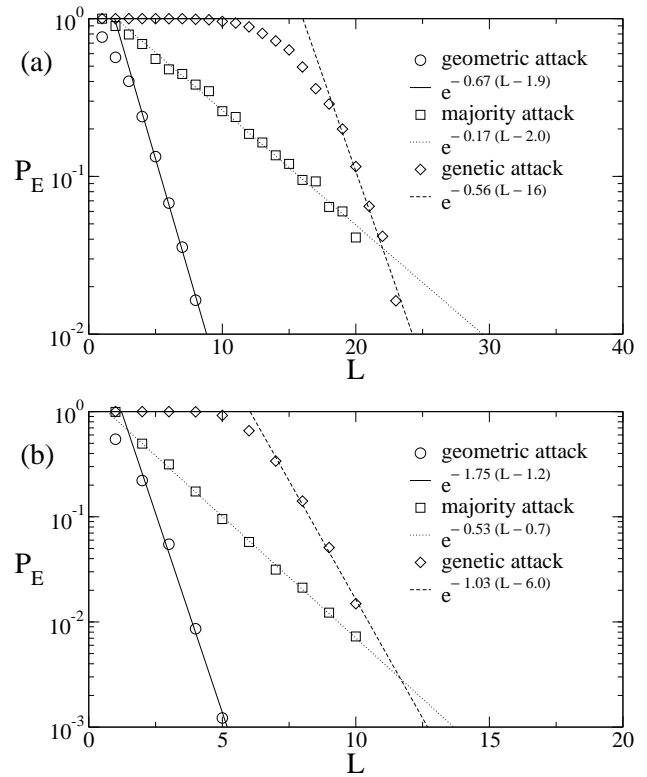 10^0
(a)
geometric attack
e^{- 0.67 (L - 1.9)}
majority attack
e^{- 0.17 (L - 2.0)}
genetic attack
e^{- 0.56 (L - 16)}
P_E
10^{-1}
10^{-2}
0 10 20 30 40
L
10^0
(b)
geometric attack
e^{- 1.75 (L - 1.2)}
majority attack
e^{- 0.53 (L - 0.7)}
genetic attack
e^{- 1.03 (L - 6.0)}
10^{-1}
P_E
10^{-2}
10^{-3}
0 5 10 15 20
L